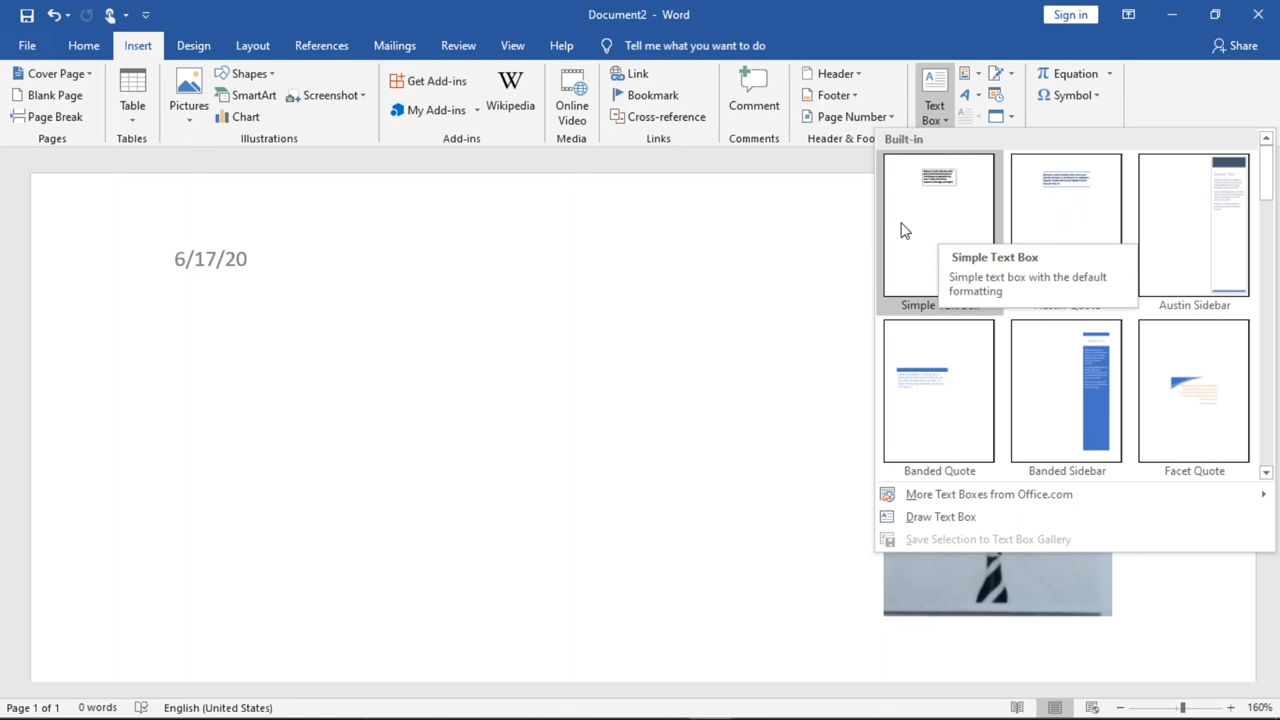 Document2 - Word
Sign in
File Home Insert Design Layout References Mailings Review View Help Tell me what you want to do Share
Cover Page
Blank Page
Page Break
Pages
Table
Tables
Pictures
Shapes
SmartArt
Chart
Screenshot
Illustrations
Get Add-ins
My Add-ins
W
Wikipedia
Add-ins
Online
Video
Media
Link
Bookmark
Cross-reference
Links
Comment
Comments
Header
Footer
Page Number
Header & Foo
Text
Box
Equation
Symbol
Built-in
Simple Text Box
Simple text box with the default
formatting
Austin Sidebar
Banded Quote
Banded Sidebar
Facet Quote
More Text Boxes from Office.com
Draw Text Box
Save Selection to Text Box Gallery
6/17/20
Page 1 of 1 0 words English (United States) 160%